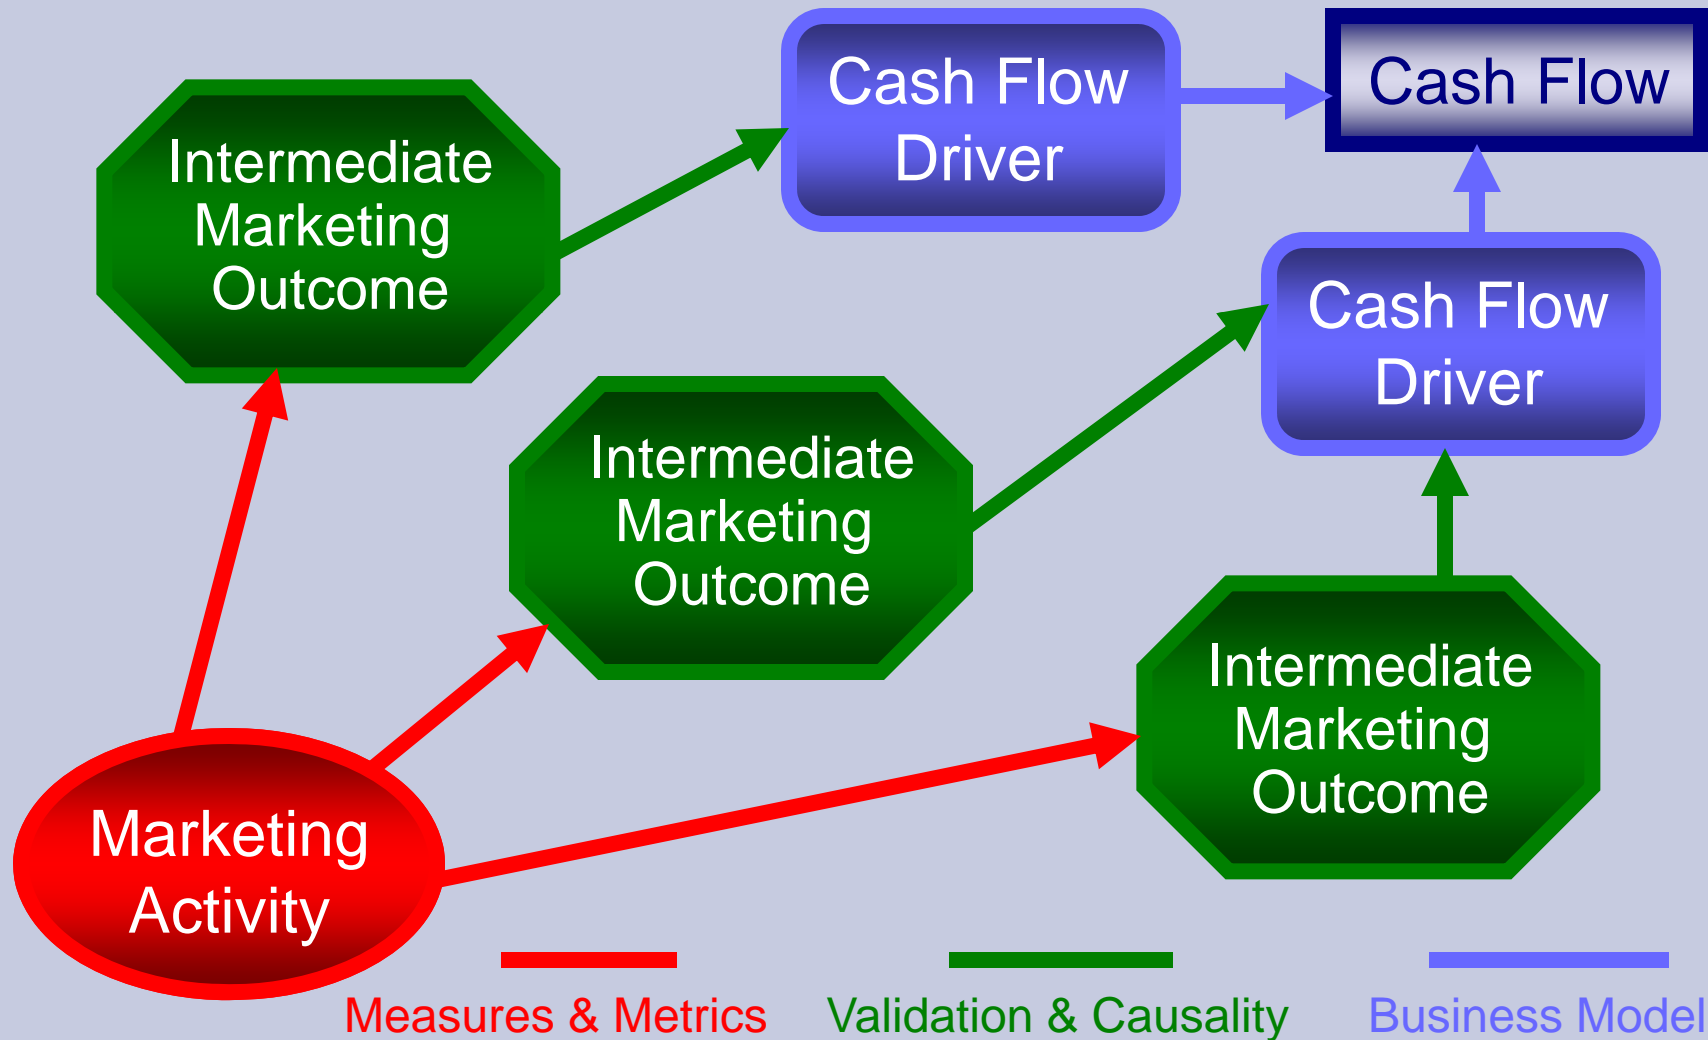 Cash Flow
Driver
Cash Flow
Intermediate
Marketing
Outcome
Cash Flow
Driver
Intermediate
Marketing
Outcome
Intermediate
Marketing
Outcome
Marketing
Activity
Measures & Metrics
Validation & Causality
Business Model